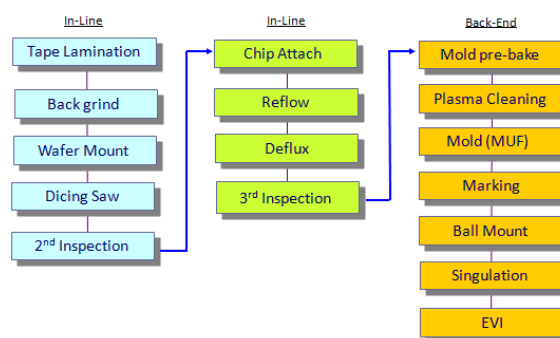 In-Line
Tape Lamination
Back grind
Wafer Mount
Dicing Saw
2nd Inspection
In-Line
Chip Attach
Reflow
Deflux
3rd Inspection
Back-End
Mold pre-bake
Plasma Cleaning
Mold (MUF)
Marking
Ball Mount
Singulation
EVI